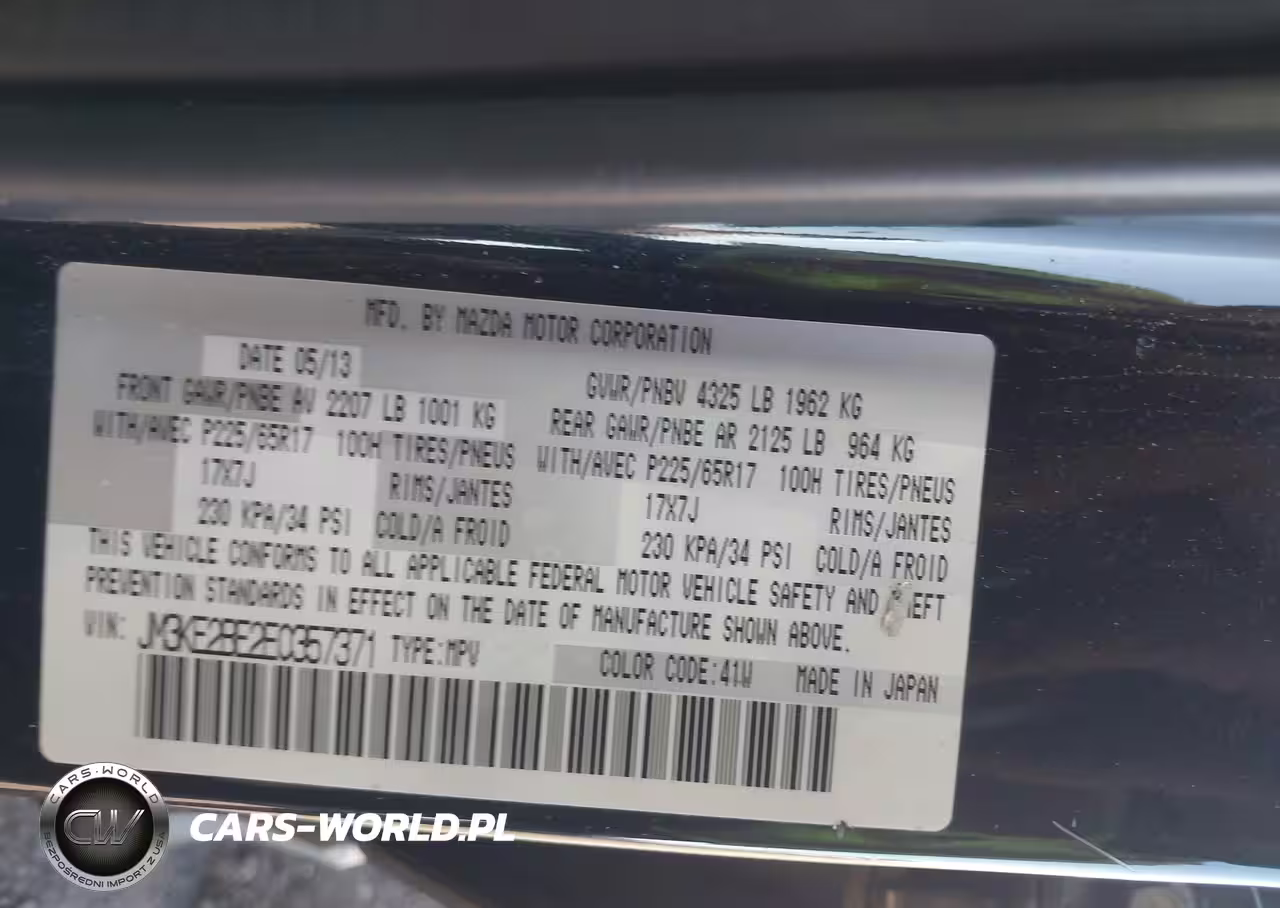 MFD. BY MAZDA MOTOR CORPORATION
DATE 05/13 GVWR/PNBV 4325 LB 1962 KG
FRONT GAWR/PNBE AV 2207 LB 1001 KG REAR GAWR/PNBE AR 2125 LB 964 KG
WITH/AVEC P225/65R17 100H TIRES/PNEUS WITH/AVEC P225/65R17 100H TIRES/PNEUS
17X7J RIMS/JANTES 17X7J RIMS/JANTES
230 KPA/34 PSI COLD/A FROID 230 KPA/34 PSI COLD/A FROID
THIS VEHICLE CONFORMS TO ALL APPLICABLE FEDERAL MOTOR VEHICLE SAFETY AND THEFT
PREVENTION STANDARDS IN EFFECT ON THE DATE OF MANUFACTURE SHOWN ABOVE.
VIN: JM3KE2BE2E0357371 TYPE:MPV COLOR CODE:41W MADE IN JAPAN
CARS-WORLD
CW
BEZPOŚREDNI IMPORT Z USA
CARS-WORLD.PL